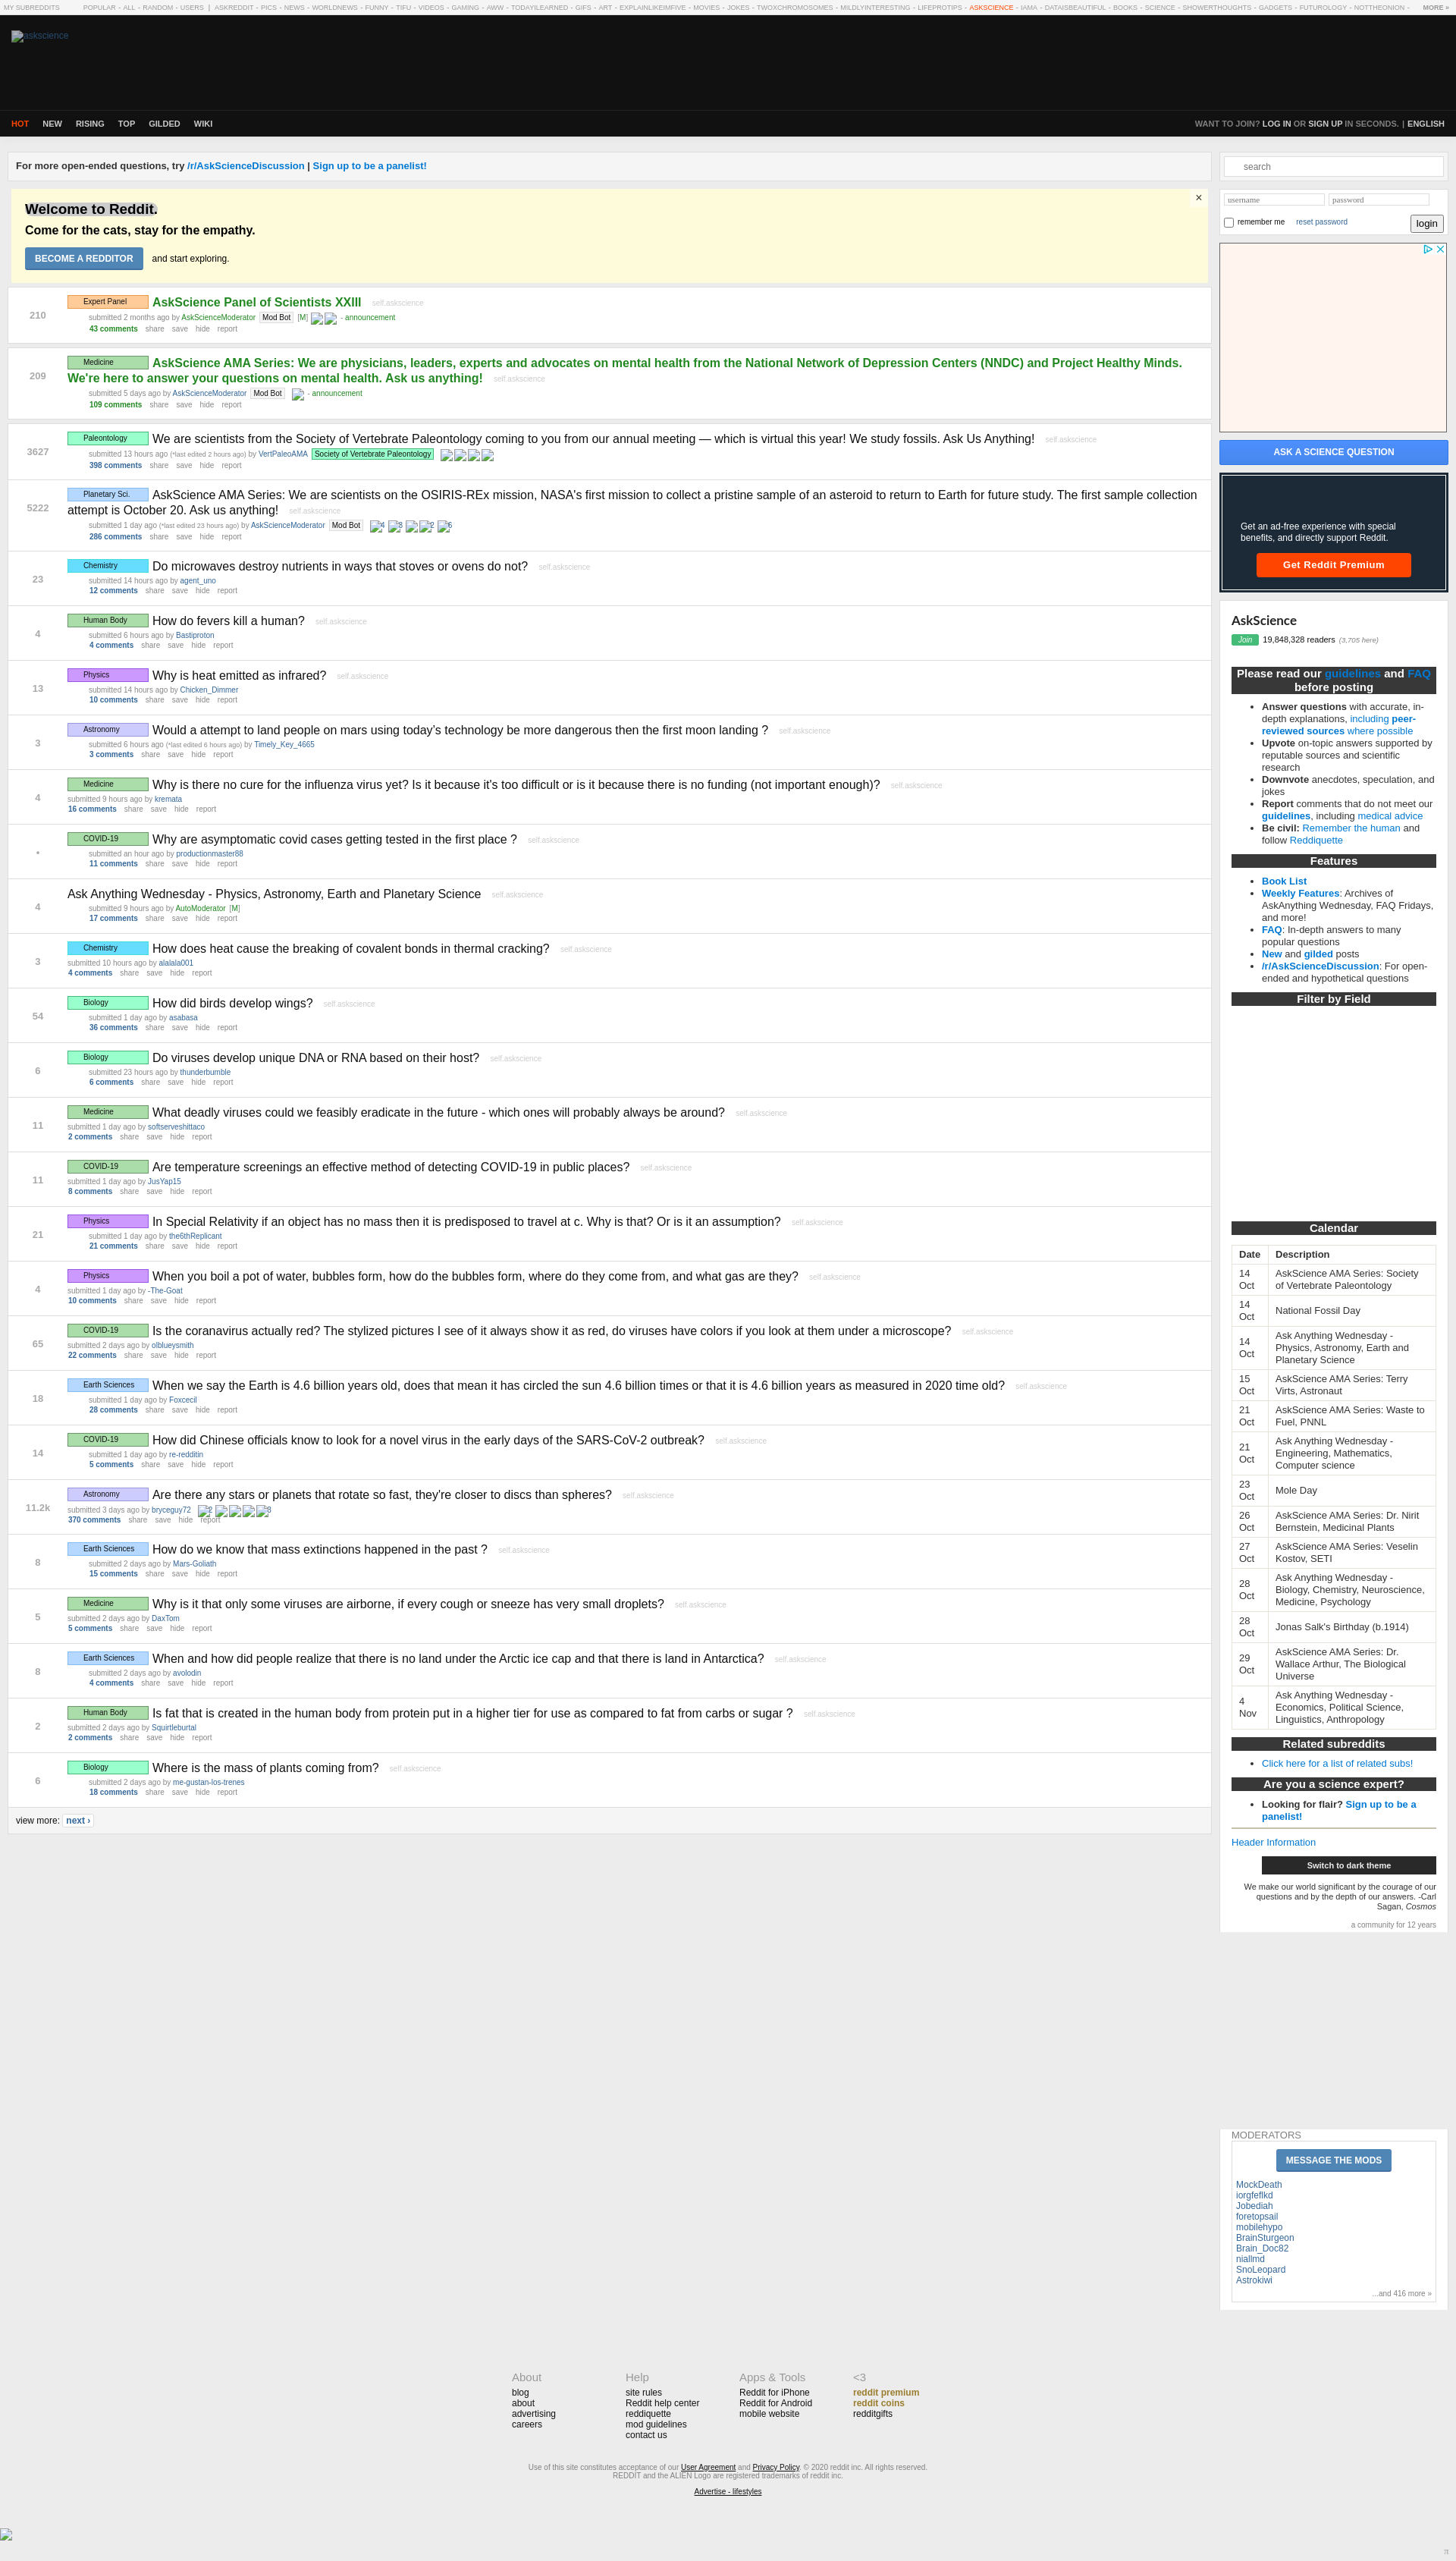 MY SUBREDDITS POPULAR - ALL - RANDOM - USERS | ASKREDDIT - PICS - NEWS - WORLDNEWS - FUNNY - TIFU - VIDEOS - GAMING - AWW - TODAYILEARNED - GIFS - ART - EXPLAINLIKEIMFIVE - MOVIES - JOKES - TWOXCHROMOSOMES - MILDLYINTERESTING - LIFEPROTIPS - ASKSCIENCE - IAMA - DATAISBEAUTIFUL - BOOKS - SCIENCE - SHOWERTHOUGHTS - GADGETS - FUTUROLOGY - NOTTHEONION - MORE »
askscience
HOT NEW RISING TOP GILDED WIKI
WANT TO JOIN? LOG IN OR SIGN UP IN SECONDS. | ENGLISH
For more open-ended questions, try /r/AskScienceDiscussion | Sign up to be a panelist!
Welcome to Reddit.
Come for the cats, stay for the empathy.
BECOME A REDDITOR and start exploring.
×
210
Expert Panel AskScience Panel of Scientists XXIII self.askscience
submitted 2 months ago by AskScienceModerator Mod Bot [M] - announcement
43 comments share save hide report
209
Medicine AskScience AMA Series: We are physicians, leaders, experts and advocates on mental health from the National Network of Depression Centers (NNDC) and Project Healthy Minds.
We're here to answer your questions on mental health. Ask us anything! self.askscience
submitted 5 days ago by AskScienceModerator Mod Bot - announcement
109 comments share save hide report
3627
Paleontology We are scientists from the Society of Vertebrate Paleontology coming to you from our annual meeting — which is virtual this year! We study fossils. Ask Us Anything! self.askscience
submitted 13 hours ago (*last edited 2 hours ago) by VertPaleoAMA Society of Vertebrate Paleontology
398 comments share save hide report
5222
Planetary Sci. AskScience AMA Series: We are scientists on the OSIRIS-REx mission, NASA's first mission to collect a pristine sample of an asteroid to return to Earth for future study. The first sample collection
attempt is October 20. Ask us anything! self.askscience
submitted 1 day ago (*last edited 23 hours ago) by AskScienceModerator Mod Bot 4 3 2 6
286 comments share save hide report
23
Chemistry Do microwaves destroy nutrients in ways that stoves or ovens do not? self.askscience
submitted 14 hours ago by agent_uno
12 comments share save hide report
4
Human Body How do fevers kill a human? self.askscience
submitted 6 hours ago by Bastiproton
4 comments share save hide report
13
Physics Why is heat emitted as infrared? self.askscience
submitted 14 hours ago by Chicken_Dimmer
10 comments share save hide report
3
Astronomy Would a attempt to land people on mars using today's technology be more dangerous then the first moon landing ? self.askscience
submitted 6 hours ago (*last edited 6 hours ago) by Timely_Key_4665
3 comments share save hide report
4
Medicine Why is there no cure for the influenza virus yet? Is it because it's too difficult or is it because there is no funding (not important enough)? self.askscience
submitted 9 hours ago by kremata
16 comments share save hide report
•
COVID-19 Why are asymptomatic covid cases getting tested in the first place ? self.askscience
submitted an hour ago by productionmaster88
11 comments share save hide report
4
Ask Anything Wednesday - Physics, Astronomy, Earth and Planetary Science self.askscience
submitted 9 hours ago by AutoModerator [M]
17 comments share save hide report
3
Chemistry How does heat cause the breaking of covalent bonds in thermal cracking? self.askscience
submitted 10 hours ago by alalala001
4 comments share save hide report
54
Biology How did birds develop wings? self.askscience
submitted 1 day ago by asabasa
36 comments share save hide report
6
Biology Do viruses develop unique DNA or RNA based on their host? self.askscience
submitted 23 hours ago by thunderbumble
6 comments share save hide report
11
Medicine What deadly viruses could we feasibly eradicate in the future - which ones will probably always be around? self.askscience
submitted 1 day ago by softserveshittaco
2 comments share save hide report
11
COVID-19 Are temperature screenings an effective method of detecting COVID-19 in public places? self.askscience
submitted 1 day ago by JusYap15
8 comments share save hide report
21
Physics In Special Relativity if an object has no mass then it is predisposed to travel at c. Why is that? Or is it an assumption? self.askscience
submitted 1 day ago by the6thReplicant
21 comments share save hide report
4
Physics When you boil a pot of water, bubbles form, how do the bubbles form, where do they come from, and what gas are they? self.askscience
submitted 1 day ago by -The-Goat
10 comments share save hide report
65
COVID-19 Is the coranavirus actually red? The stylized pictures I see of it always show it as red, do viruses have colors if you look at them under a microscope? self.askscience
submitted 2 days ago by olblueysmith
22 comments share save hide report
18
Earth Sciences When we say the Earth is 4.6 billion years old, does that mean it has circled the sun 4.6 billion times or that it is 4.6 billion years as measured in 2020 time old? self.askscience
submitted 1 day ago by Foxcecil
28 comments share save hide report
14
COVID-19 How did Chinese officials know to look for a novel virus in the early days of the SARS-CoV-2 outbreak? self.askscience
submitted 1 day ago by re-redditin
5 comments share save hide report
11.2k
Astronomy Are there any stars or planets that rotate so fast, they're closer to discs than spheres? self.askscience
submitted 3 days ago by bryceguy72 2 3
370 comments share save hide report
8
Earth Sciences How do we know that mass extinctions happened in the past ? self.askscience
submitted 2 days ago by Mars-Goliath
15 comments share save hide report
5
Medicine Why is it that only some viruses are airborne, if every cough or sneeze has very small droplets? self.askscience
submitted 2 days ago by DaxTom
5 comments share save hide report
8
Earth Sciences When and how did people realize that there is no land under the Arctic ice cap and that there is land in Antarctica? self.askscience
submitted 2 days ago by avolodin
4 comments share save hide report
2
Human Body Is fat that is created in the human body from protein put in a higher tier for use as compared to fat from carbs or sugar ? self.askscience
submitted 2 days ago by Squirtleburtal
2 comments share save hide report
6
Biology Where is the mass of plants coming from? self.askscience
submitted 2 days ago by me-gustan-los-trenes
18 comments share save hide report
view more: next ›
search
username password
remember me reset password login
ASK A SCIENCE QUESTION
Get an ad-free experience with special
benefits, and directly support Reddit.
Get Reddit Premium
AskScience
Join 19,848,328 readers (3,705 here)
Please read our guidelines and FAQ
before posting
• Answer questions with accurate, in-
depth explanations, including peer-
reviewed sources where possible
• Upvote on-topic answers supported by
reputable sources and scientific
research
• Downvote anecdotes, speculation, and
jokes
• Report comments that do not meet our
guidelines, including medical advice
• Be civil: Remember the human and
follow Reddiquette
Features
• Book List
• Weekly Features: Archives of
AskAnything Wednesday, FAQ Fridays,
and more!
• FAQ: In-depth answers to many
popular questions
• New and gilded posts
• /r/AskScienceDiscussion: For open-
ended and hypothetical questions
Filter by Field
Calendar
Date Description
14 Oct AskScience AMA Series: Society
of Vertebrate Paleontology
14 Oct National Fossil Day
14 Oct Ask Anything Wednesday -
Physics, Astronomy, Earth and
Planetary Science
15 Oct AskScience AMA Series: Terry
Virts, Astronaut
21 Oct AskScience AMA Series: Waste to
Fuel, PNNL
21 Oct Ask Anything Wednesday -
Engineering, Mathematics,
Computer science
23 Oct Mole Day
26 Oct AskScience AMA Series: Dr. Nirit
Bernstein, Medicinal Plants
27 Oct AskScience AMA Series: Veselin
Kostov, SETI
28 Oct Ask Anything Wednesday -
Biology, Chemistry, Neuroscience,
Medicine, Psychology
28 Oct Jonas Salk's Birthday (b.1914)
29 Oct AskScience AMA Series: Dr.
Wallace Arthur, The Biological
Universe
4 Nov Ask Anything Wednesday -
Economics, Political Science,
Linguistics, Anthropology
Related subreddits
• Click here for a list of related subs!
Are you a science expert?
• Looking for flair? Sign up to be a
panelist!
Header Information
Switch to dark theme
We make our world significant by the courage of our
questions and by the depth of our answers. -Carl
Sagan, Cosmos
a community for 12 years
MODERATORS
MESSAGE THE MODS
MockDeath
iorgfeflkd
Jobediah
foretopsail
mobilehypo
BrainSturgeon
Brain_Doc82
niallmd
SnoLeopard
Astrokiwi
...and 416 more »
About
blog
about
advertising
careers
Help
site rules
Reddit help center
reddiquette
mod guidelines
contact us
Apps & Tools
Reddit for iPhone
Reddit for Android
mobile website
<3
reddit premium
reddit coins
redditgifts
Use of this site constitutes acceptance of our User Agreement and Privacy Policy. © 2020 reddit inc. All rights reserved.
REDDIT and the ALIEN Logo are registered trademarks of reddit inc.
Advertise - lifestyles
π